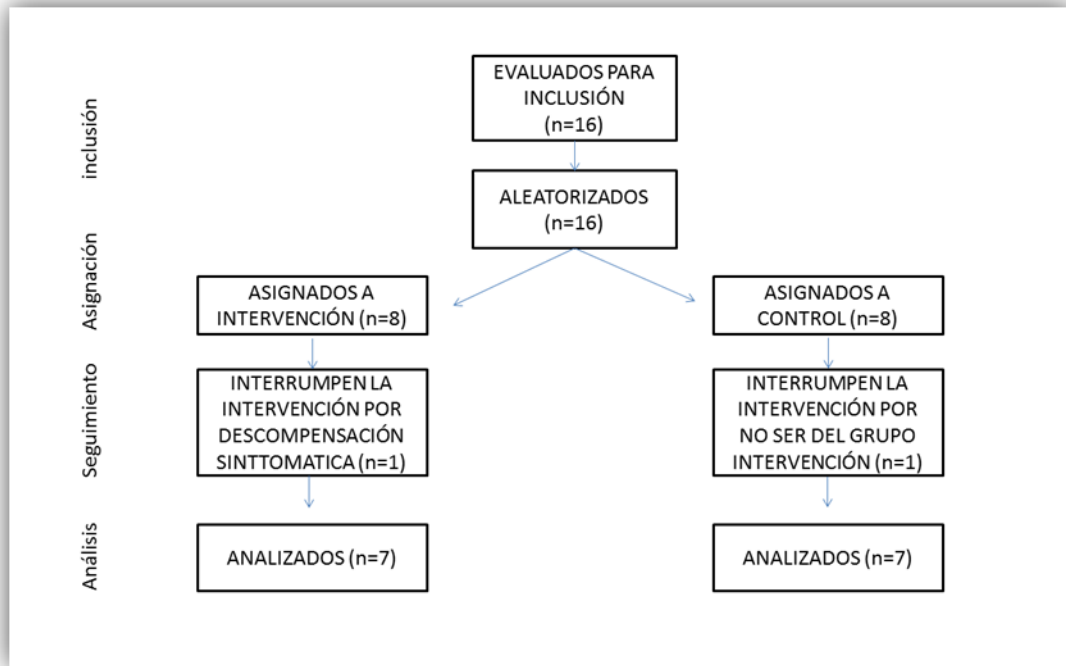 inclusión
EVALUADOS PARA
INCLUSIÓN
(n=16)
ALEATORIZADOS
(n=16)
Asignación
ASIGNADOS A
INTERVENCIÓN (n=8)
ASIGNADOS A
CONTROL (n=8)
Seguimiento
INTERRUMPEN LA
INTERVENCIÓN POR
DESCOMPENSACIÓN
SINTTOMATICA (n=1)
INTERRUMPEN LA
INTERVENCIÓN POR
NO SER DEL GRUPO
INTERVENCIÓN (n=1)
Análisis
ANALIZADOS (n=7)
ANALIZADOS (n=7)